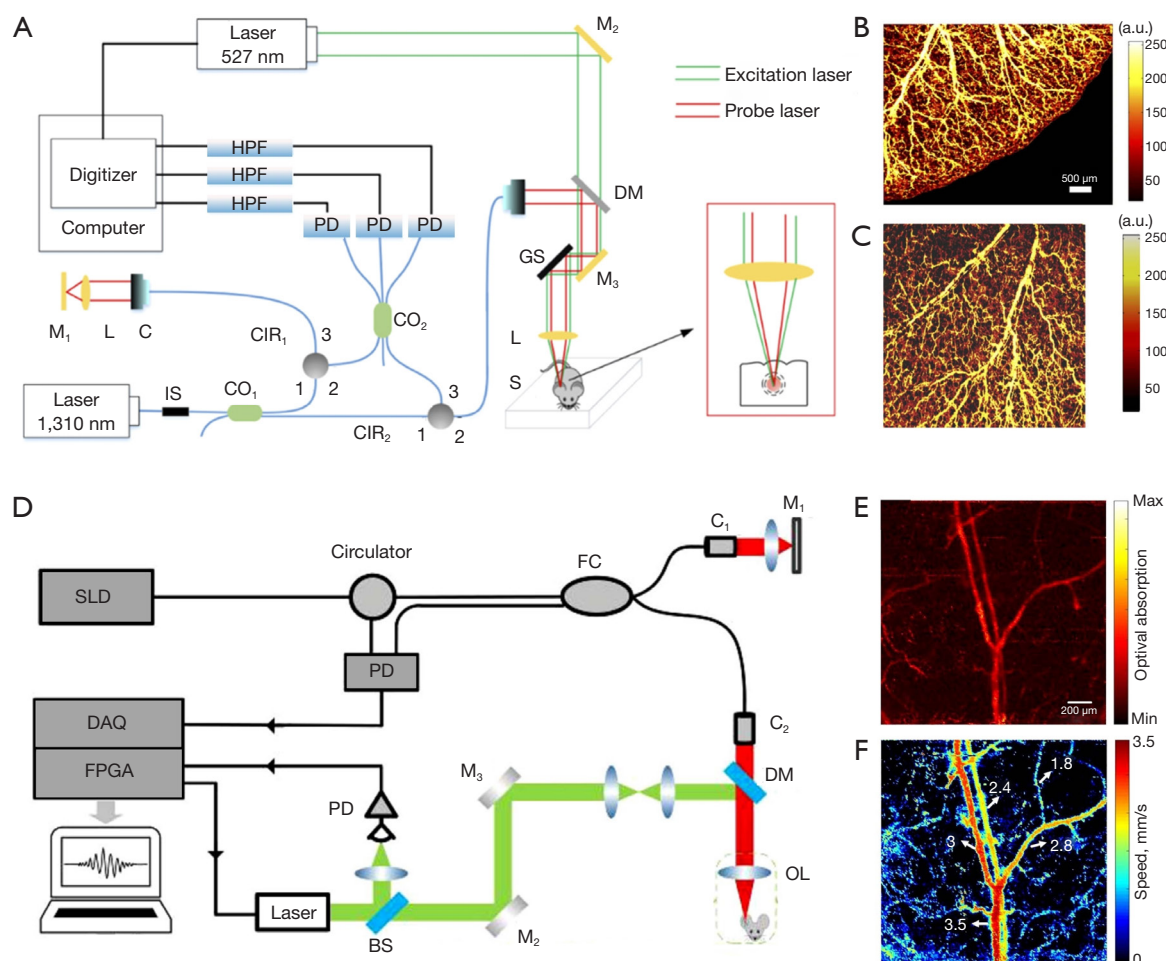 A
Laser
527 nm
M2
Excitation laser
Probe laser
HPF
HPF
HPF
Digitizer
Computer
PD
PD
PD
DM
GS
M3
M1
L
C
CIR1
3
1
2
CO2
L
S
Laser
1,310 nm
IS
CO1
CIR2
3
1
2
B
(a.u.)
250
200
150
100
50
500 µm
C
(a.u.)
250
200
150
100
50
D
SLD
Circulator
FC
C1
M1
PD
DAQ
FPGA
C2
M3
DM
PD
OL
Laser
BS
M2
E
Max
Optival absorption
Min
200 µm
F
3.5
Speed, mm/s
0
1.8
2.4
3
2.8
3.5